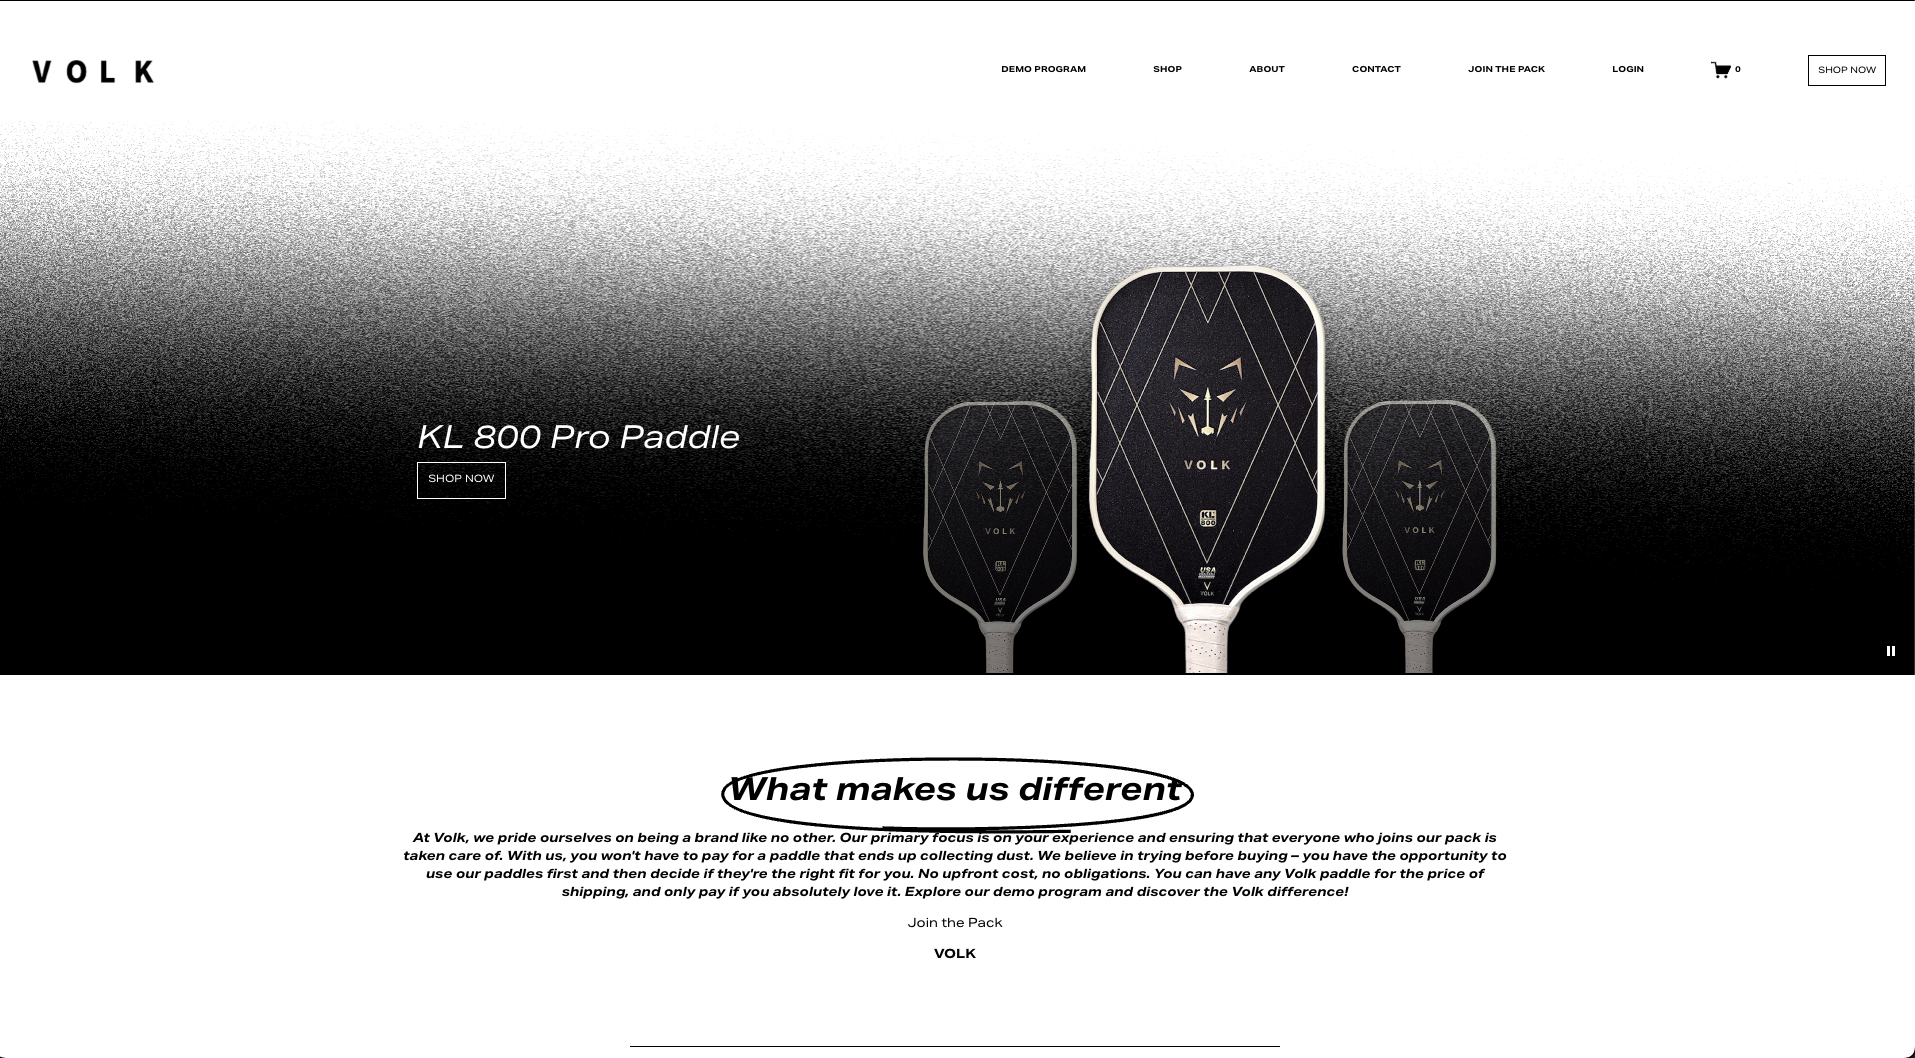 VOLK
DEMO PROGRAM
SHOP
ABOUT
CONTACT
JOIN THE PACK
LOGIN
0
SHOP NOW
KL 800 Pro Paddle
SHOP NOW
VOLK
KL
800
USA
VOLK
VOLK
VOLK
What makes us different
At Volk, we pride ourselves on being a brand like no other. Our primary focus is on your experience and ensuring that everyone who joins our pack is
taken care of. With us, you won't have to pay for a paddle that ends up collecting dust. We believe in trying before buying – you have the opportunity to
use our paddles first and then decide if they're the right fit for you. No upfront cost, no obligations. You can have any Volk paddle for the price of
shipping, and only pay if you absolutely love it. Explore our demo program and discover the Volk difference!
Join the Pack
VOLK